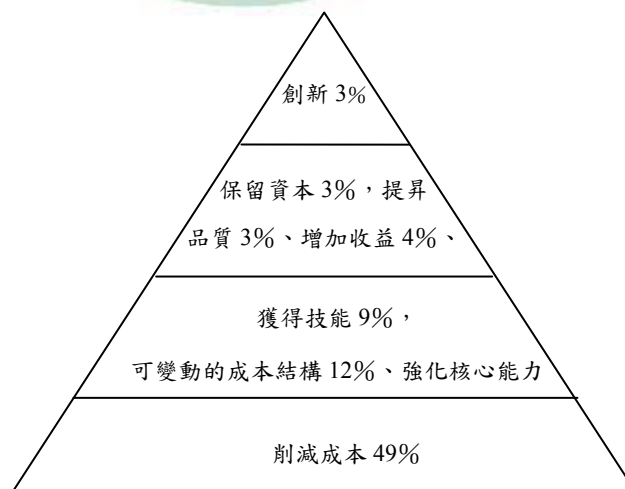 創新 3%
保留資本 3%，提昇
品質 3%、增加收益 4%、
獲得技能 9%，
可變動的成本結構 12%、強化核心能力
削減成本 49%